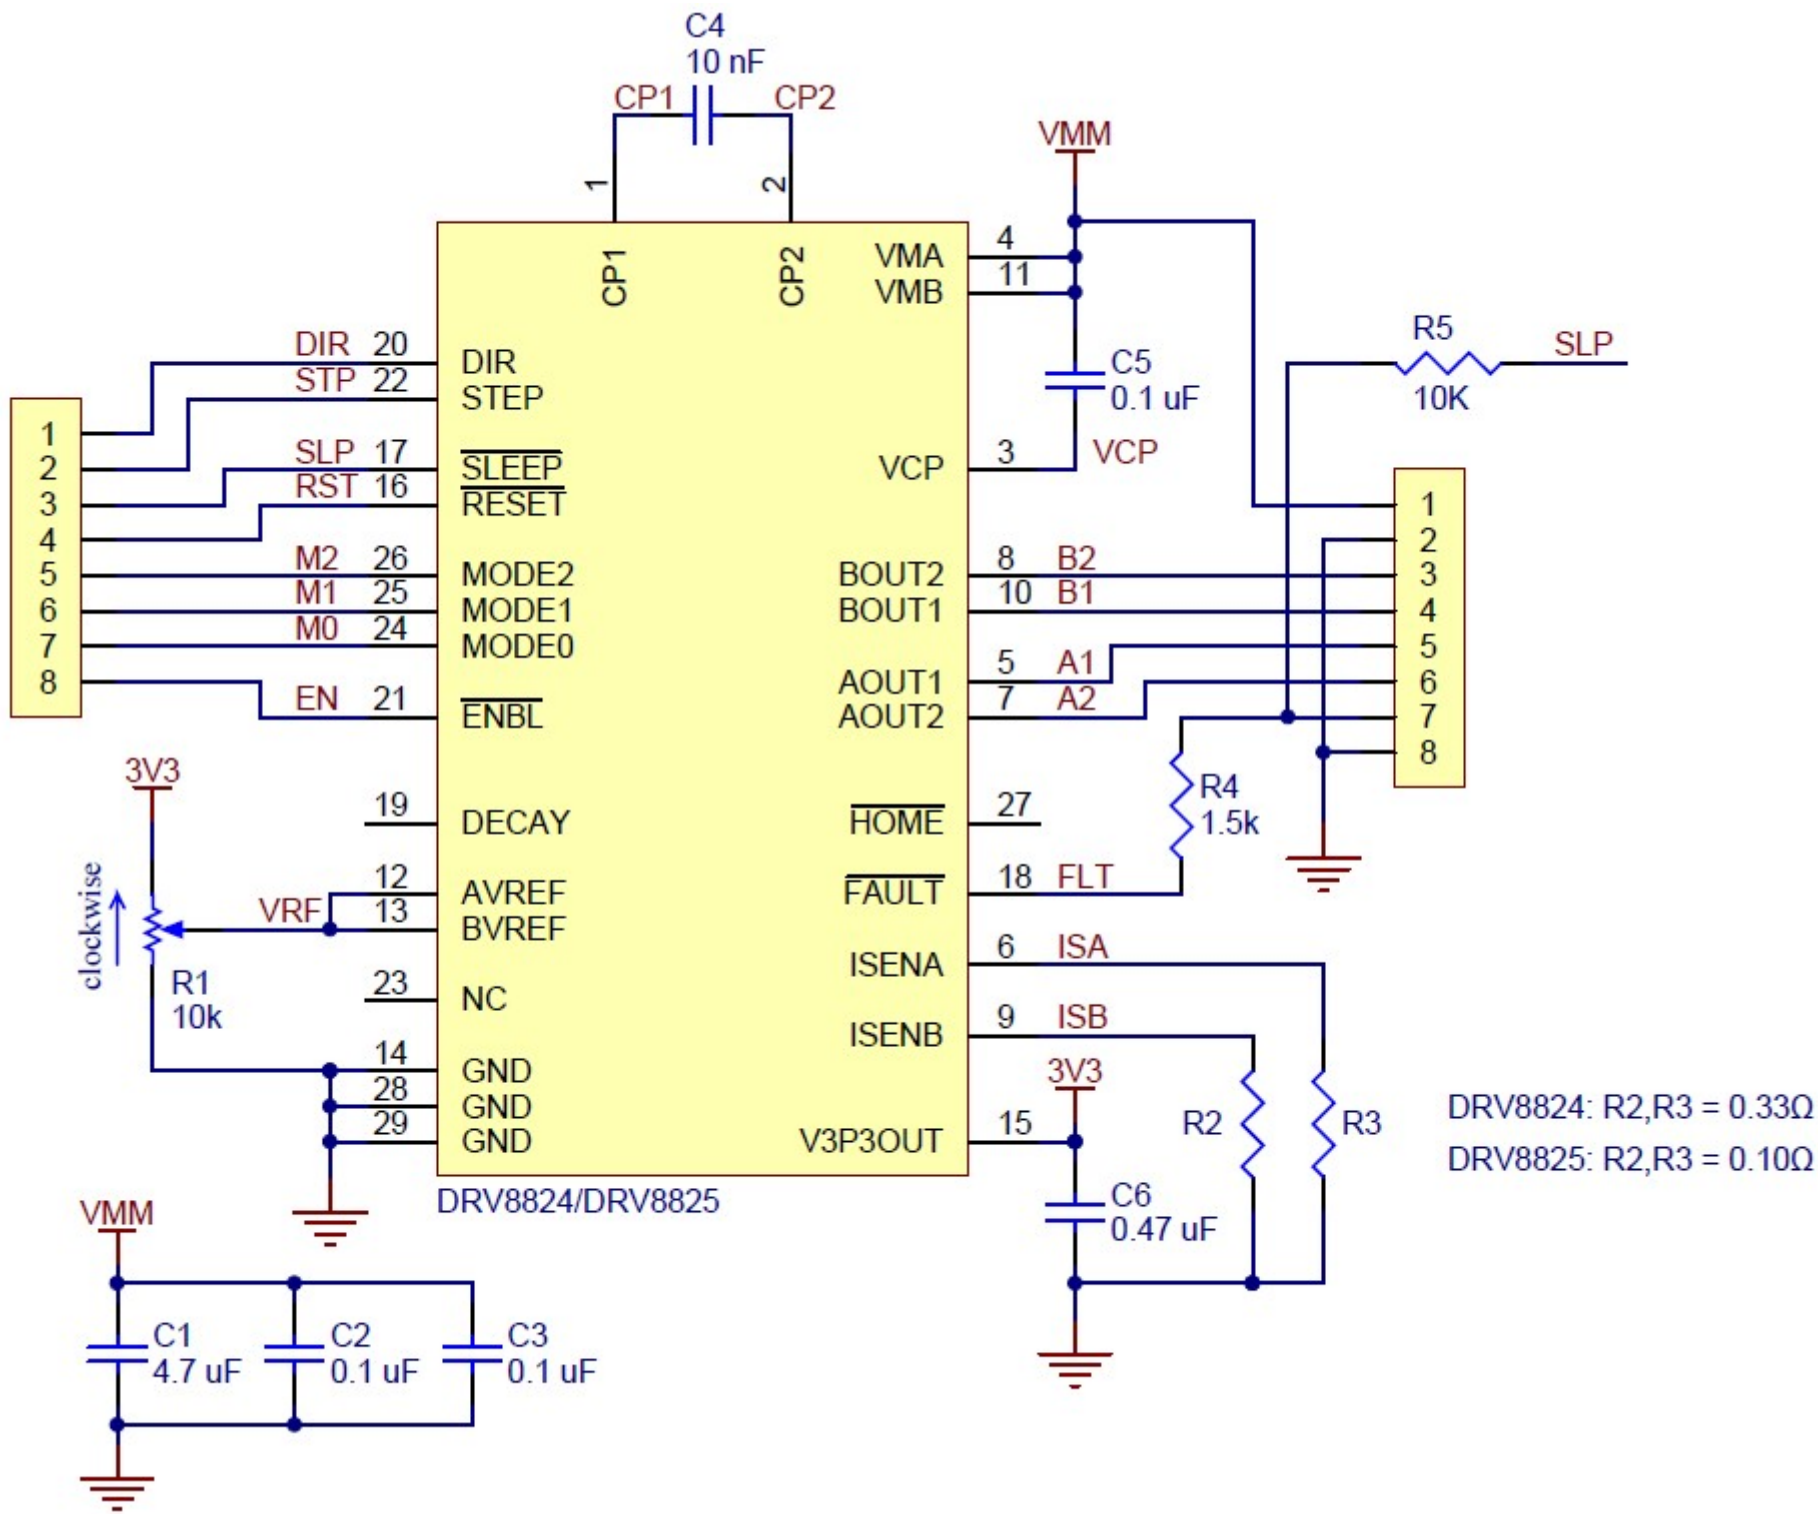 C4
10 nF
CP1
CP2
1
2
CP1
CP2
VMM
VMA
4
VMB
11
C5
0.1 uF
VCP
3
VCP
R5
10K
SLP
DIR
20
DIR
STP
22
STEP
SLP
17
SLEEP
RST
16
RESET
M2
26
MODE2
M1
25
MODE1
M0
24
MODE0
EN
21
ENBL
1
2
3
4
5
6
7
8
BOUT2
8
B2
BOUT1
10
B1
AOUT1
5
A1
AOUT2
7
A2
1
2
3
4
5
6
7
8
3V3
clockwise
R1
10k
VRF
19
DECAY
12
AVREF
13
BVREF
23
NC
14
GND
28
GND
29
GND
HOME
27
FAULT
18
FLT
R4
1.5k
ISENA
6
ISA
ISENB
9
ISB
3V3
V3P3OUT
15
R2
R3
C6
0.47 uF
DRV8824: R2,R3 = 0.33Ω
DRV8825: R2,R3 = 0.10Ω
DRV8824/DRV8825
VMM
C1
4.7 uF
C2
0.1 uF
C3
0.1 uF